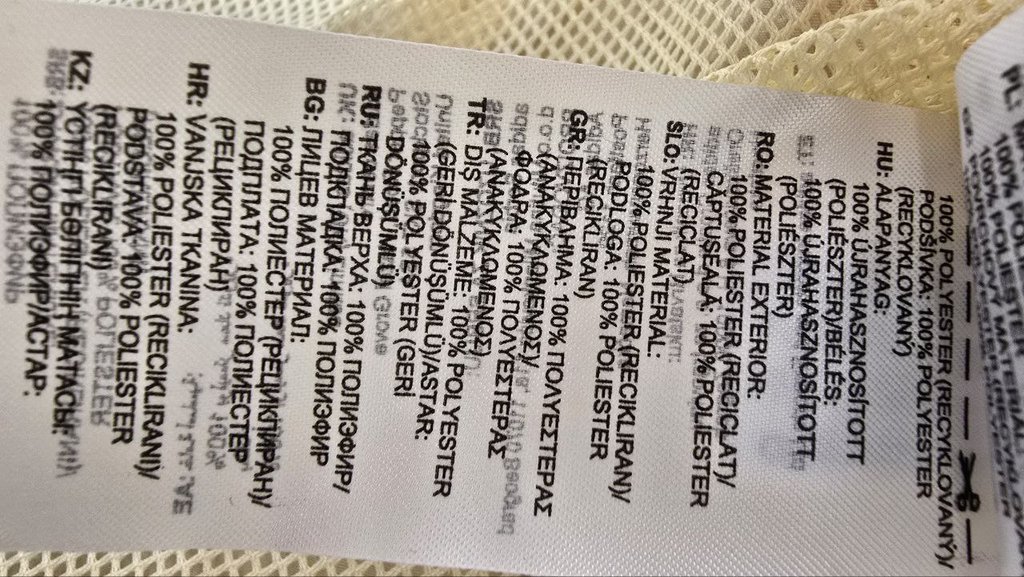 100% POLYESTER (RECYKLOVANÝ)/
PODŠÍVKA: 100% POLYESTER
(RECYKLOVANÝ)
HU: ALAPANYAG:
100% ÚJRAHASZNOSÍTOTT
(POLIÉSZTER)/BÉLÉS:
100% ÚJRAHASZNOSÍTOTT
(POLIÉSZTER)
RO: MATERIAL EXTERIOR:
100% POLIESTER (RECICLAT)/
CĂPTUȘEALĂ: 100% POLIESTER
(RECICLAT)
SLO: VRHNJI MATERIAL:
100% POLIESTER (RECIKLIRAN)/
PODLOGA: 100% POLIESTER
(RECIKLIRAN)
GR: ΠΕΡΙΒΛΗΜΑ: 100% ΠΟΛΥΕΣΤΕΡΑΣ
(ΑΝΑΚΥΚΛΩΜΕΝΟΣ)/
ΦΟΔΡΑ: 100% ΠΟΛΥΕΣΤΕΡΑΣ
(ΑΝΑΚΥΚΛΩΜΕΝΟΣ)
TR: DIŞ MALZEME: 100% POLYESTER
(GERİ DÖNÜŞÜMLÜ)/ASTAR:
100% POLYESTER (GERİ
DÖNÜŞÜMLÜ)
RU: ТКАНЬ ВЕРХА: 100% ПОЛИЭФИР/
ПОДКЛАДКА: 100% ПОЛИЭФИР
BG: ЛИЦЕВ МАТЕРИАЛ:
100% ПОЛИЕСТЕР (РЕЦИКЛИРАН)/
ПОДПЛАТА: 100% ПОЛИЕСТЕР
(РЕЦИКЛИРАН)
HR: VANJSKA TKANINA:
100% POLIESTER (RECIKLIRANI)/
PODSTAVA: 100% POLIESTER
(RECIKLIRANI)
KZ: ҮСТІҢГІ БӨЛІГІНІҢ МАТАСЫ:
100% ПОЛИЭФИР/АСТАР: